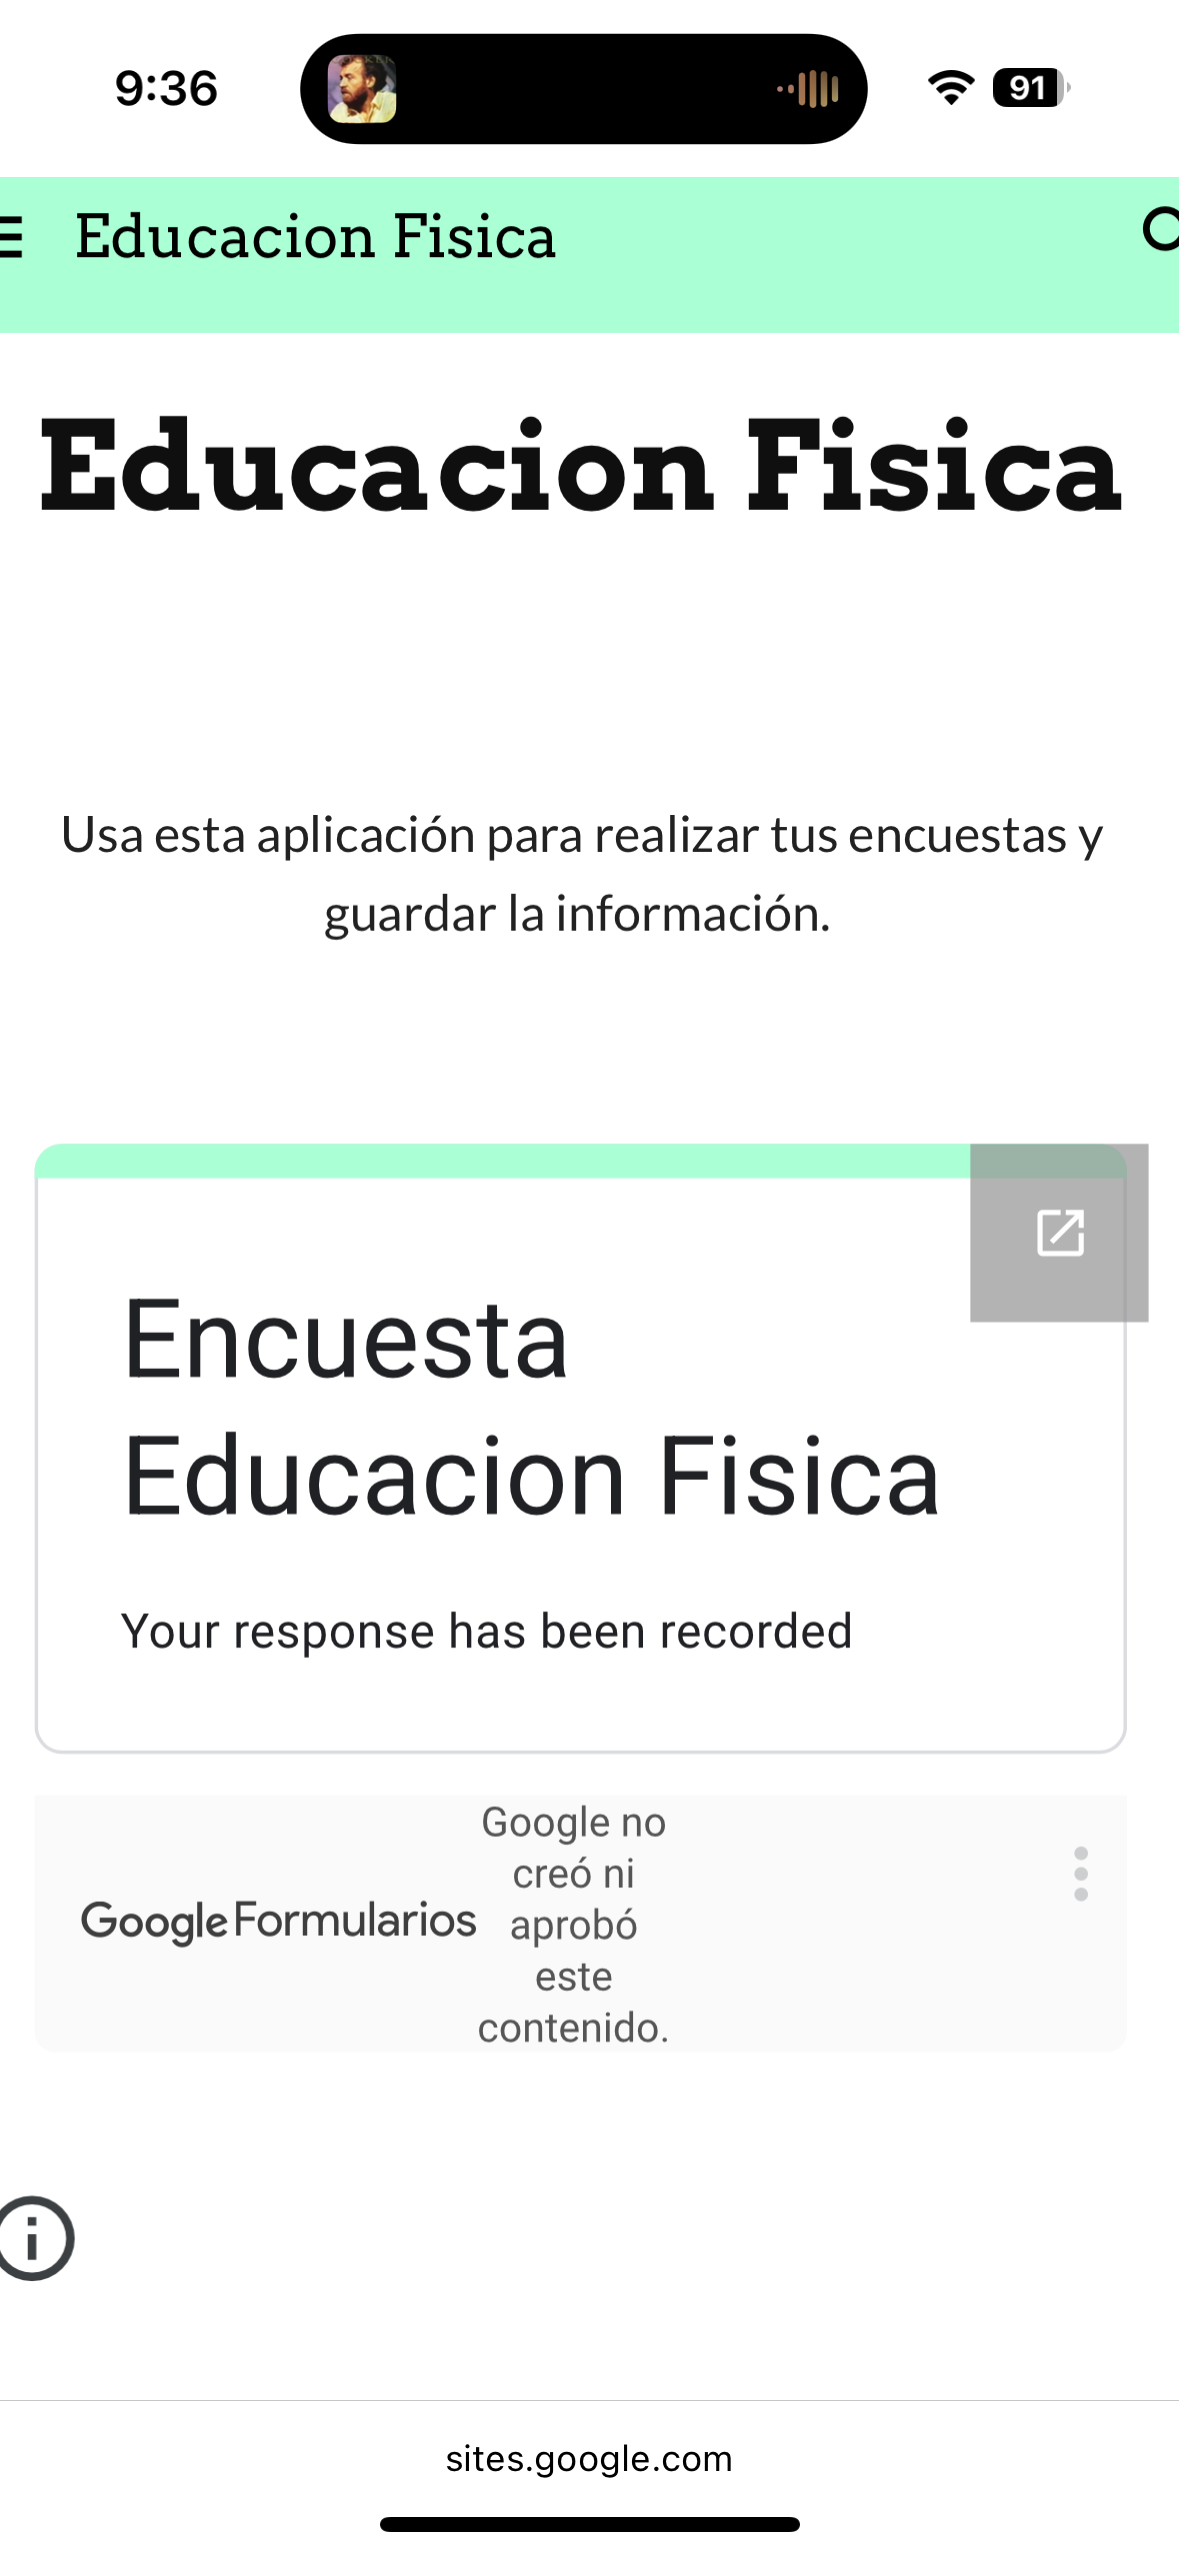 9:36
91
Educacion Fisica
Educacion Fisica
Usa esta aplicación para realizar tus encuestas y
guardar la información.
Encuesta
Educacion Fisica
Your response has been recorded
Google Formularios
Google no
creó ni
aprobó
este
contenido.
sites.google.com